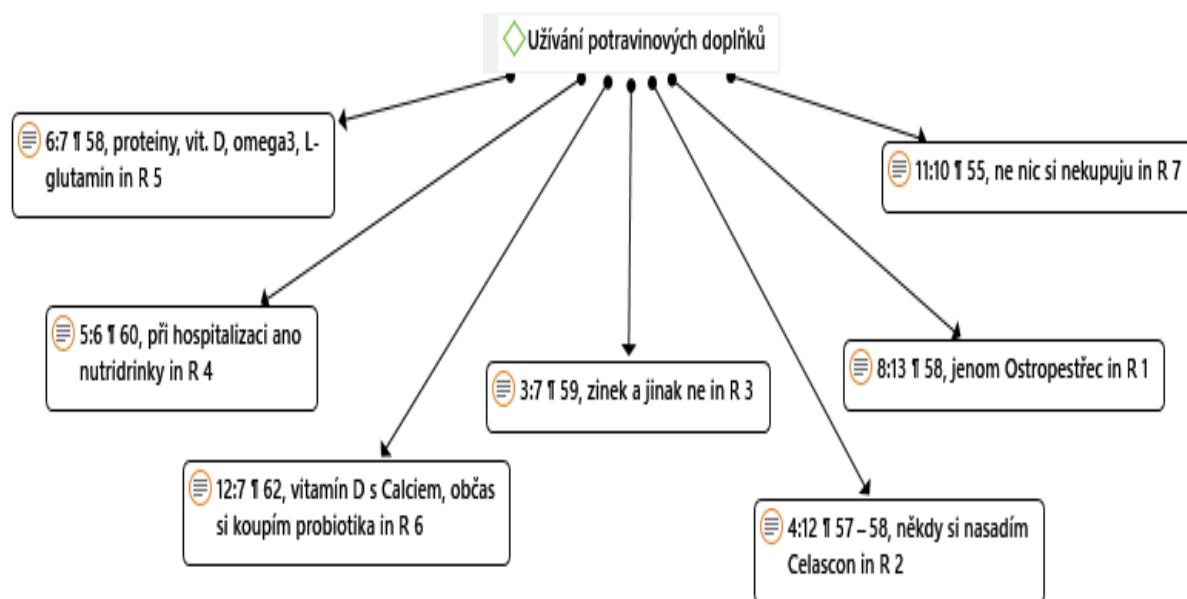 Užívání potravinových doplňků
6:7 ¶ 58, proteiny, vit. D, omega3, L-
glutamin in R 5
11:10 ¶ 55, ne nic si nekupuju in R 7
5:6 ¶ 60, při hospitalizaci ano
nutridrinky in R 4
8:13 ¶ 58, jenom Ostropestřec in R 1
3:7 ¶ 59, zinek a jinak ne in R 3
12:7 ¶ 62, vitamín D s Calciem, občas
si koupím probiotika in R 6
4:12 ¶ 57 – 58, někdy si nasadím
Celascon in R 2